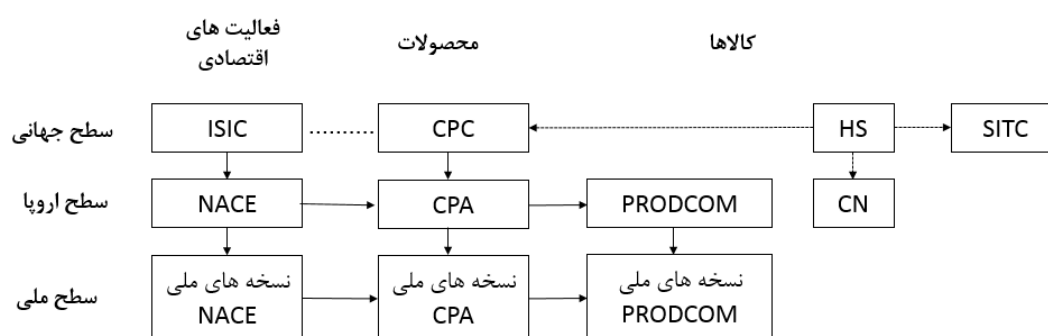 فعالیت های
اقتصادی
محصولات
کالاها
سطح جهانی
ISIC
CPC
HS
SITC
سطح اروپا
NACE
CPA
PRODCOM
CN
سطح ملی
نسخه های ملی
NACE
نسخه های ملی
CPA
نسخه های ملی
PRODCOM